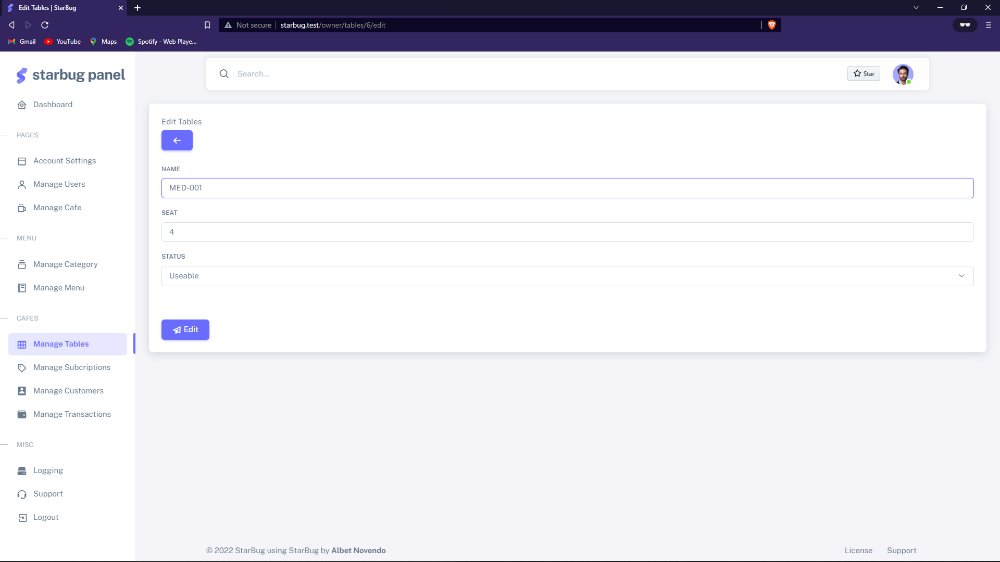 Edit Tables | StarBug
Not secure
starbug.test/owner/tables/6/edit
Gmail
YouTube
Maps
Spotify - Web Playe...
starbug panel
Dashboard
PAGES
Account Settings
Manage Users
Manage Cafe
MENU
Manage Category
Manage Menu
CAFES
Manage Tables
Manage Subcriptions
Manage Customers
Manage Transactions
MISC
Logging
Support
Logout
Search...
Star
Edit Tables
NAME
MED-001
SEAT
4
STATUS
Useable
Edit
© 2022 StarBug using StarBug by Albet Novendo
License
Support